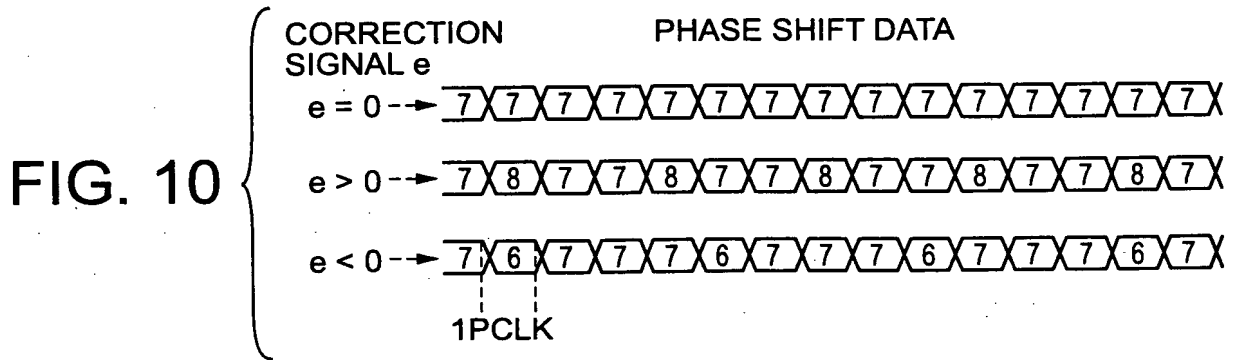 CORRECTION
SIGNAL e
PHASE SHIFT DATA
e = 0 7 7 7 7 7 7 7 7 7 7 7 7 7 7 7
FIG. 10
e > 0 7 8 7 7 8 7 7 8 7 7 8 7 7 8 7
e < 0 7 6 7 7 7 6 7 7 7 6 7 7 7 6 7
1PCLK